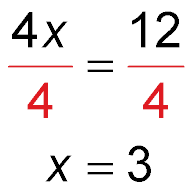 4x/4 = 12/4
x = 3